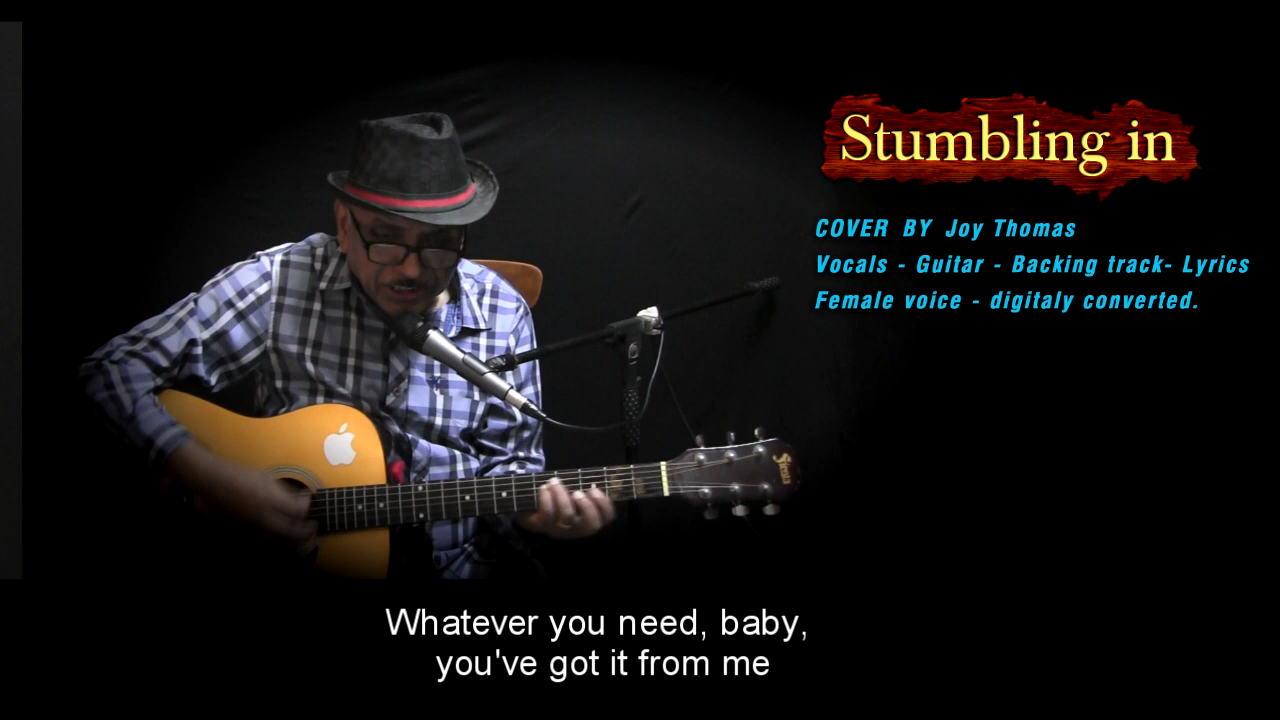 Stumbling in
COVER BY Joy Thomas
Vocals - Guitar - Backing track- Lyrics
Female voice - digitaly converted.
Whatever you need, baby,
you've got it from me